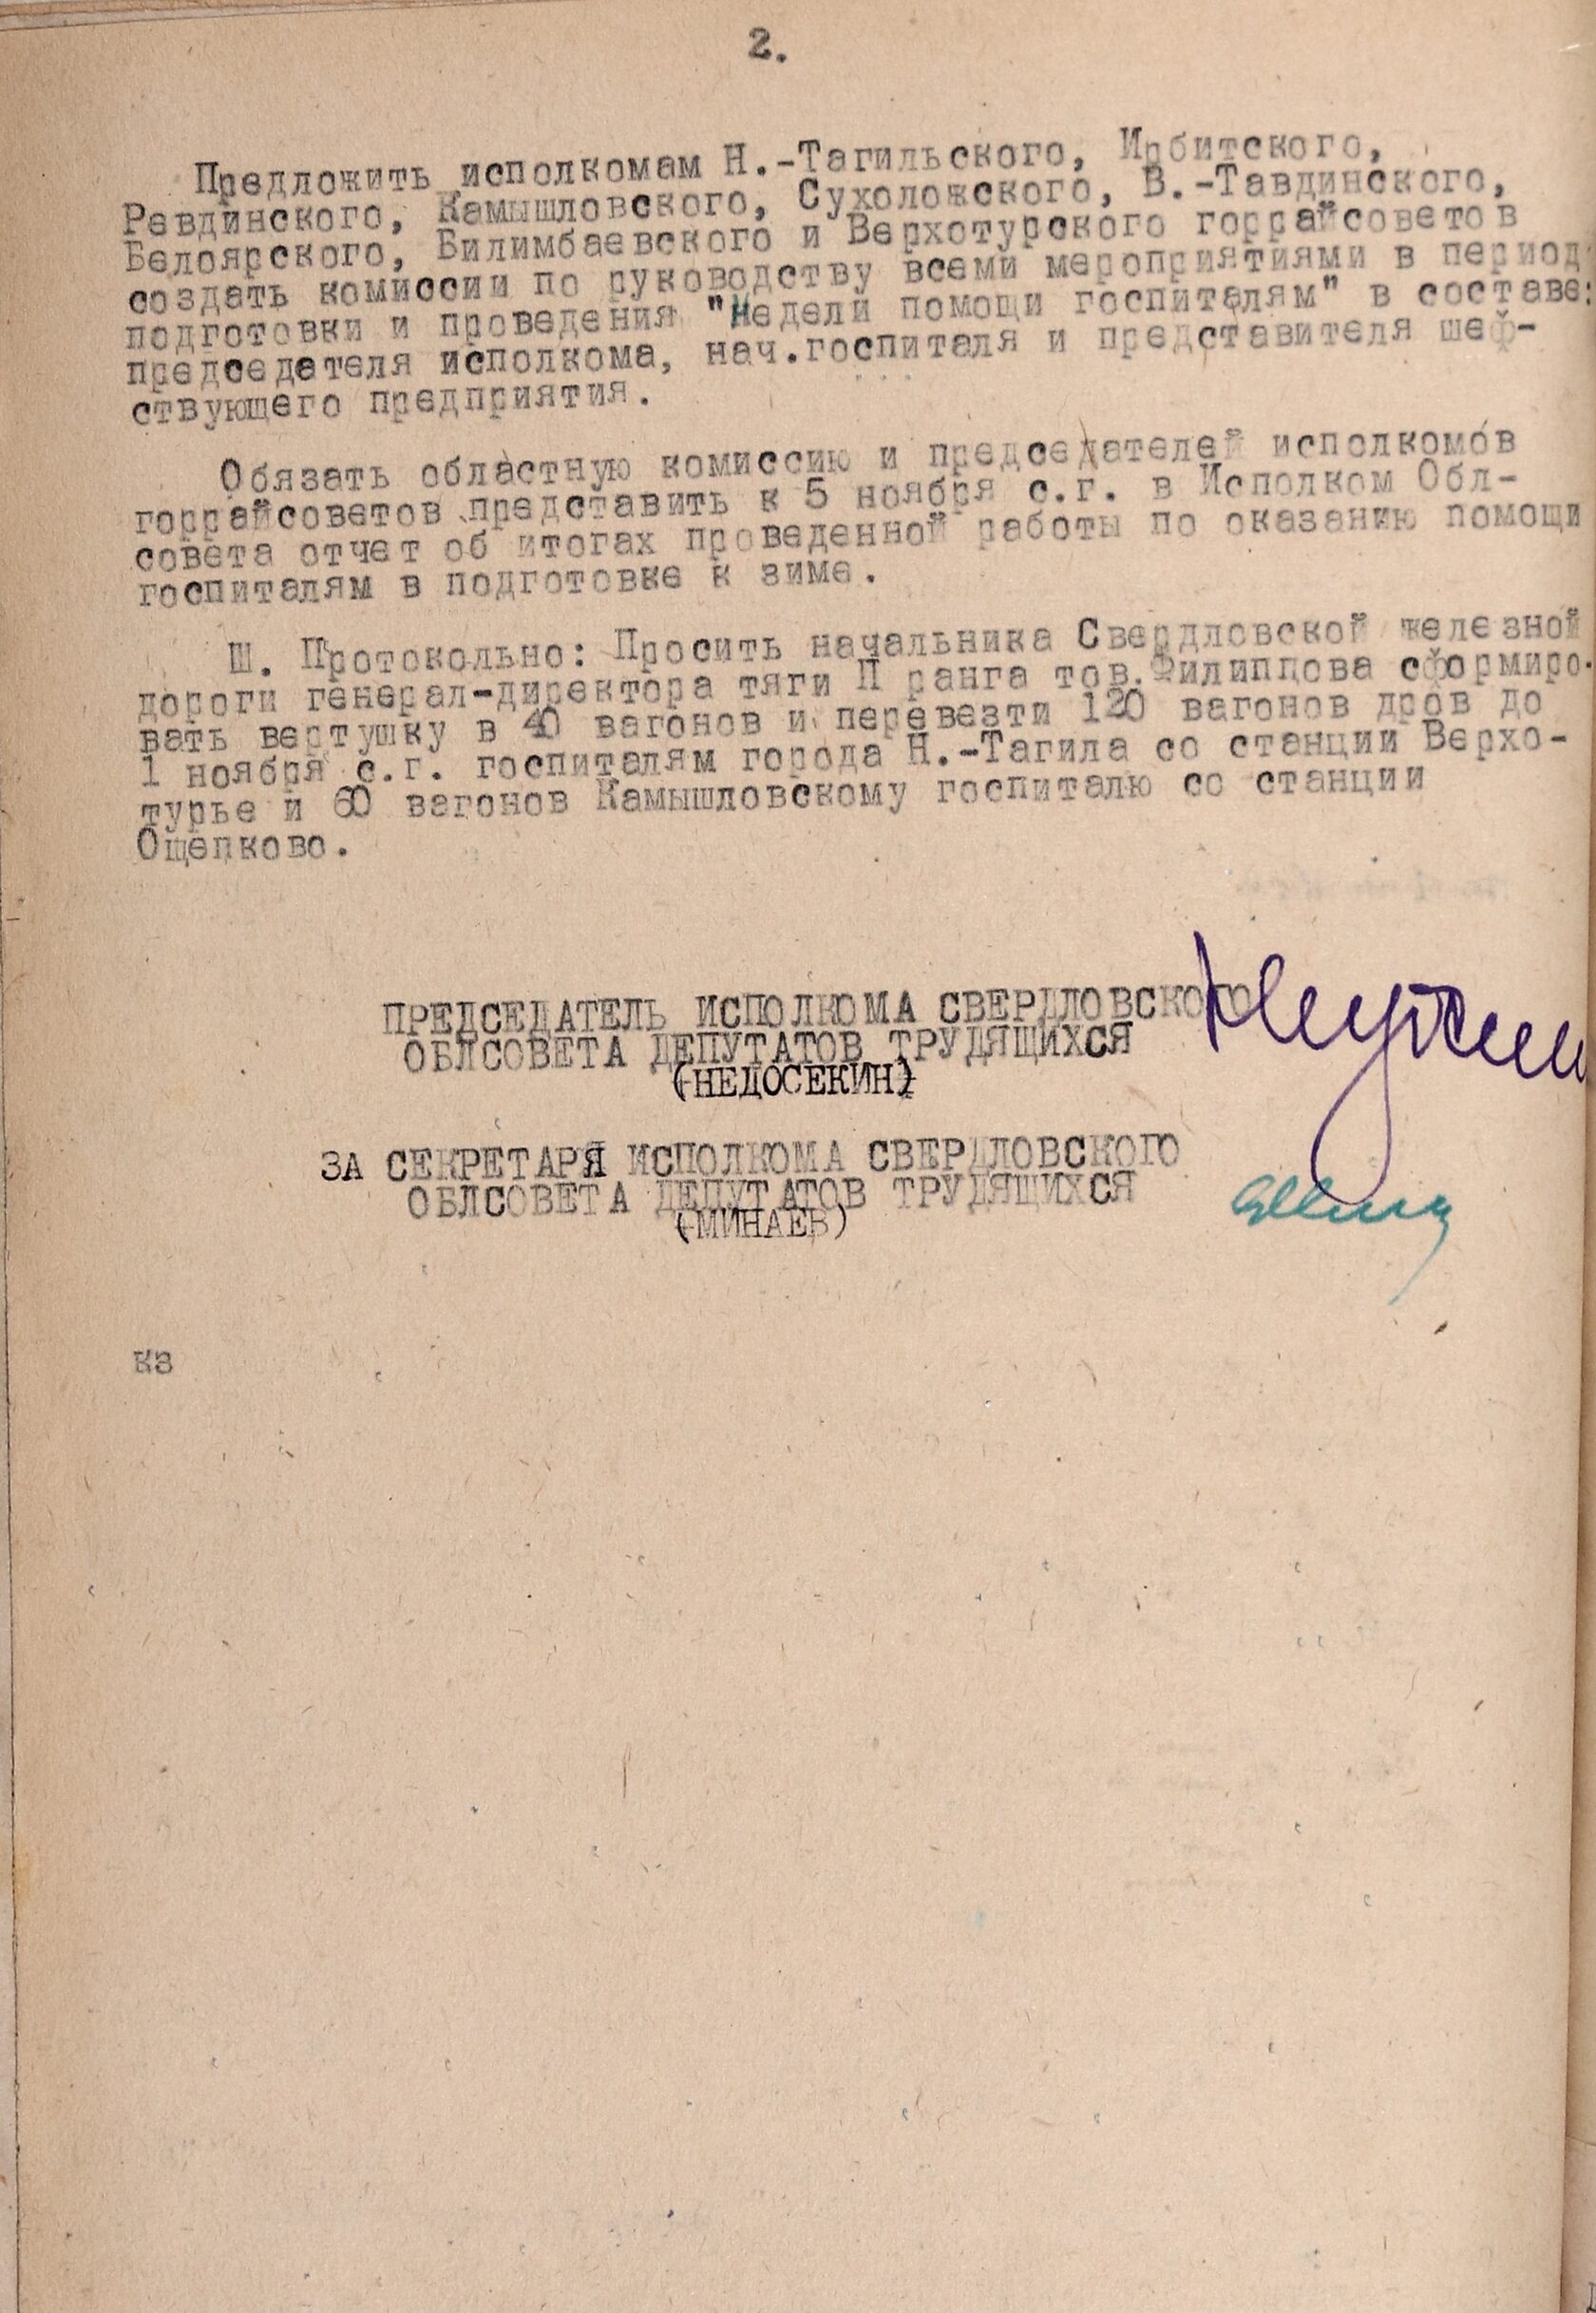 2.
Предложить исполкомам Н.-Тагильского, Ирбитского,
Ревдинского, Камышловского, Сухоложского, В.-Тавдинского,
Белоярского, Билимбаевского и Верхотурского горрайсоветов
создать комиссии по руководству всеми мероприятиями в период
подготовки и проведения "Недели помощи госпиталям" в составе:
председателя исполкома, нач.госпиталя и представителя шеф-
ствующего предприятия.
Обязать областную комиссию и председателей исполкомов
горрайсоветов представить к 5 ноября с.г. в Исполком Обл-
совета отчет об итогах проведенной работы по оказанию помощи
госпиталям в подготовке к зиме.
Ш. Протокольно: Просить начальника Свердловской железной
дороги генерал-директора тяги II ранга тов.Филиппова сформиро-
вать вертушку в 40 вагонов и перевезти 120 вагонов дров до
1 ноября с.г. госпиталям города Н.-Тагила со станции Верхо-
турье и 60 вагонов Камышловскому госпиталю со станции
Ощепково.
ПРЕДСЕДАТЕЛЬ ИСПОЛКОМА СВЕРДЛОВСКОГО
ОБЛСОВЕТА ДЕПУТАТОВ ТРУДЯЩИХСЯ
(НЕДОСЕКИН)
ЗА СЕКРЕТАРЯ ИСПОЛКОМА СВЕРДЛОВСКОГО
ОБЛСОВЕТА ДЕПУТАТОВ ТРУДЯЩИХСЯ
(МИНАЕВ)
кз